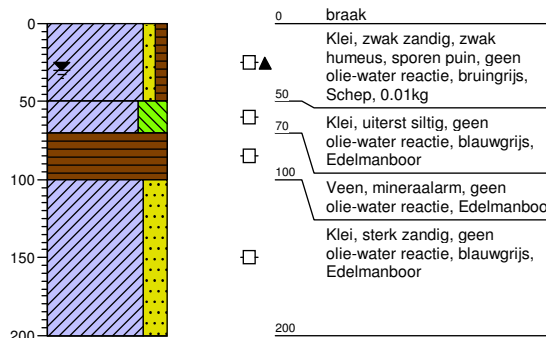 0
50
100
150
200
0 braak
Klei, zwak zandig, zwak
humeus, sporen puin, geen
olie-water reactie, bruingrijs,
Schep, 0.01kg
50
Klei, uiterst siltig, geen
olie-water reactie, blauwgrijs,
Edelmanboor
70
Veen, mineraalarm, geen
olie-water reactie, Edelmanboo
100
Klei, sterk zandig, geen
olie-water reactie, blauwgrijs,
Edelmanboor
200